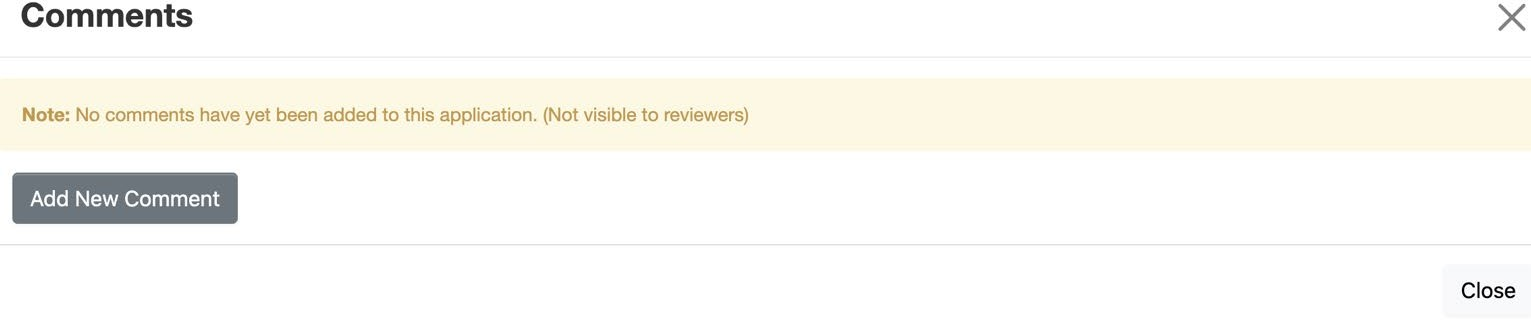 Comments
Note: No comments have yet been added to this application. (Not visible to reviewers)
Add New Comment
Close